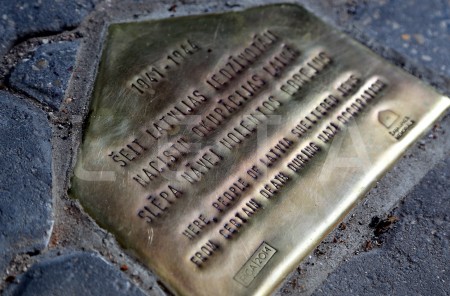 1941-1944
ŠEIT LATVIJAS IEDZĪVOTĀJI
NACISTU OKUPĀCIJAS LAIKĀ
SLĒPA NĀVEI NOLEMTOS EBREJUS
HERE, PEOPLE OF LATVIA SHELTERED JEWS
FROM CERTAIN DEATH DURING NAZI OCCUPATION
LETA